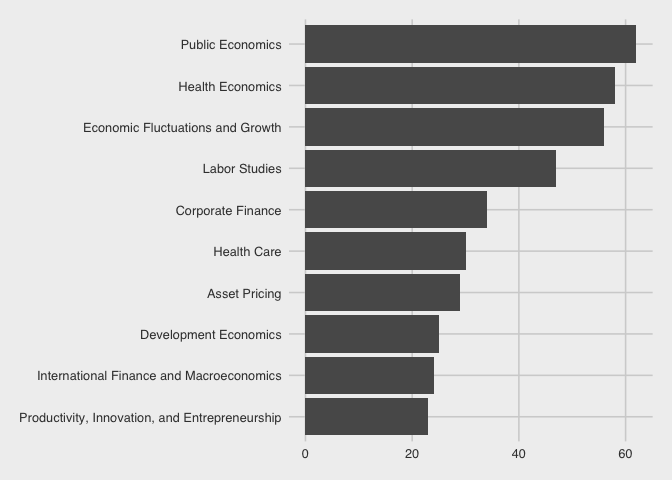 Public Economics
Health Economics
Economic Fluctuations and Growth
Labor Studies
Corporate Finance
Health Care
Asset Pricing
Development Economics
International Finance and Macroeconomics
Productivity, Innovation, and Entrepreneurship
0 20 40 60